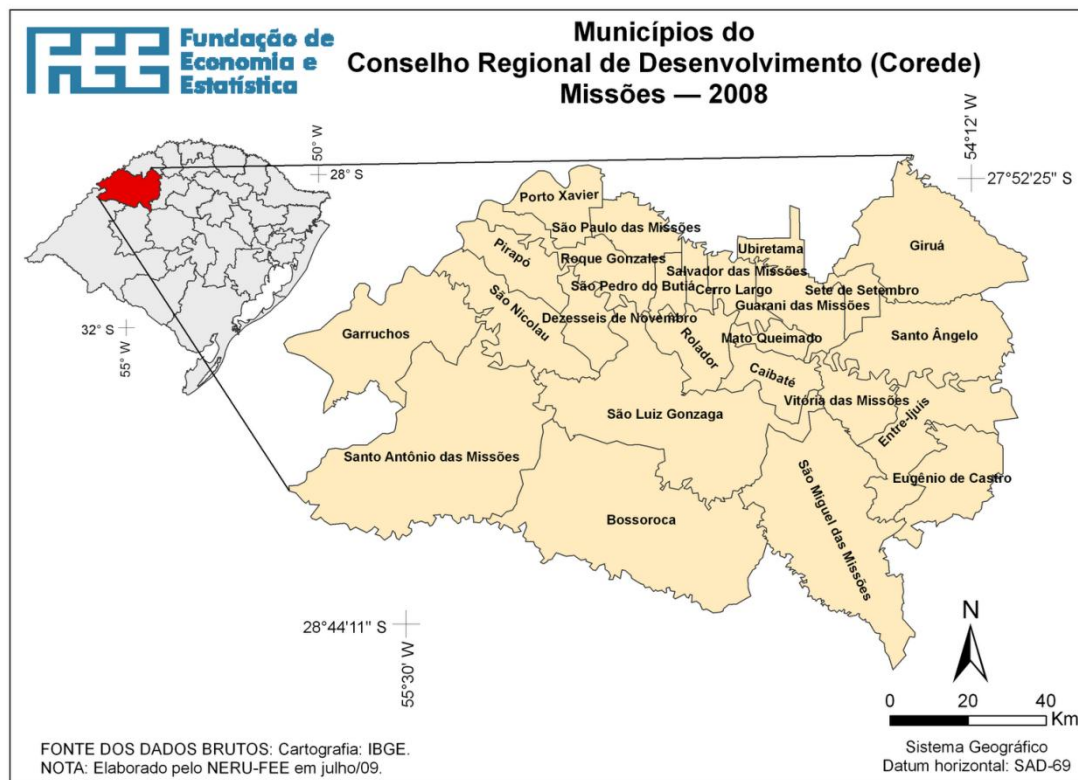 FEE Fundação de
Economia e
Estatística
Municípios do
Conselho Regional de Desenvolvimento (Corede)
Missões — 2008
50° W
28° S
32° S
55° W
54°12' W
27°52'25" S
Porto Xavier
São Paulo das Missões
Ubiretama
Giruá
Pirapó
Roque Gonzales
Salvador das Missões
São Pedro do Butiá
Cerro Largo
Sete de Setembro
Guarani das Missões
Garruchos
São Nicolau
Dezesseis de Novembro
Rolador
Mato Queimado
Santo Ângelo
Caibaté
Vitória das Missões
São Luiz Gonzaga
Entre-Ijuís
Santo Antônio das Missões
Eugênio de Castro
Bossoroca
São Miguel das Missões
28°44'11" S
55°30' W
N
0 20 40
Km
Sistema Geográfico
Datum horizontal: SAD-69
FONTE DOS DADOS BRUTOS: Cartografia: IBGE.
NOTA: Elaborado pelo NERU-FEE em julho/09.